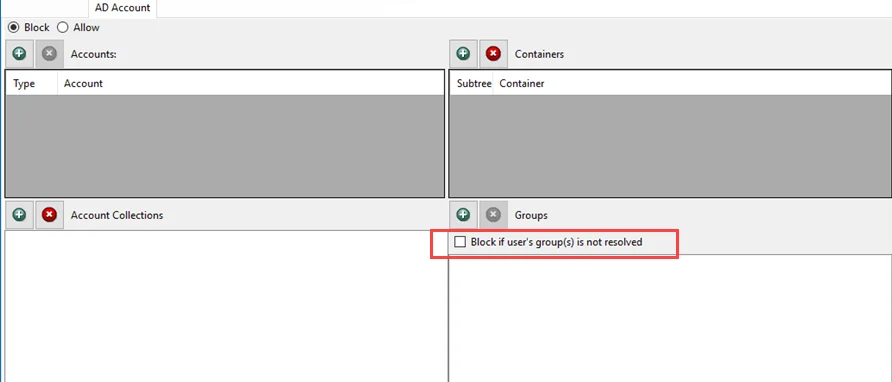 AD Account
Block Allow
Accounts:
Containers
Type Account
Subtree Container
Account Collections
Groups
Block if user's group(s) is not resolved